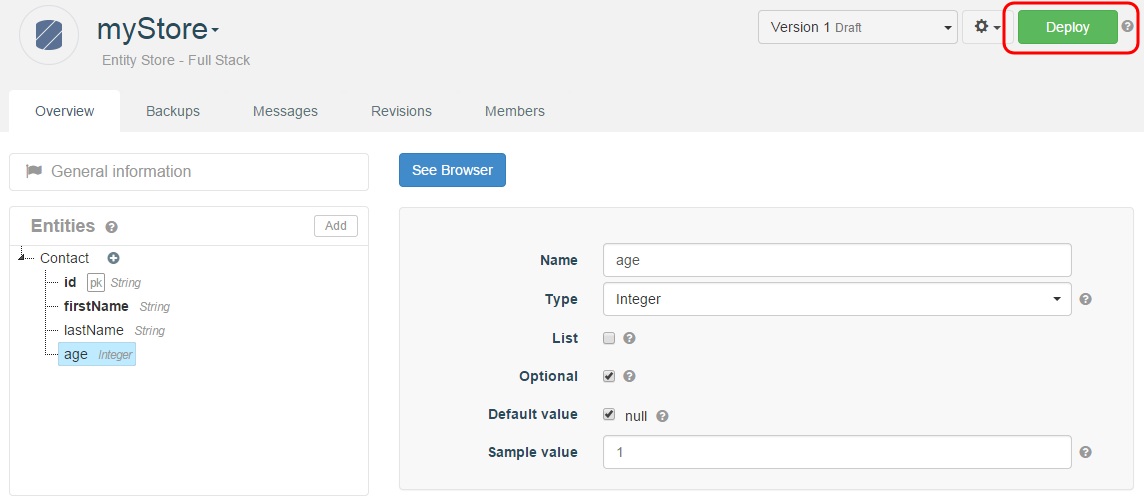 myStore
Version 1 Draft
Deploy
Entity Store - Full Stack
Overview Backups Messages Revisions Members
General information
See Browser
Entities
Add
Contact
id pk String
firstName String
lastName String
age Integer
Name age
Type Integer
List
Optional
Default value null
Sample value 1